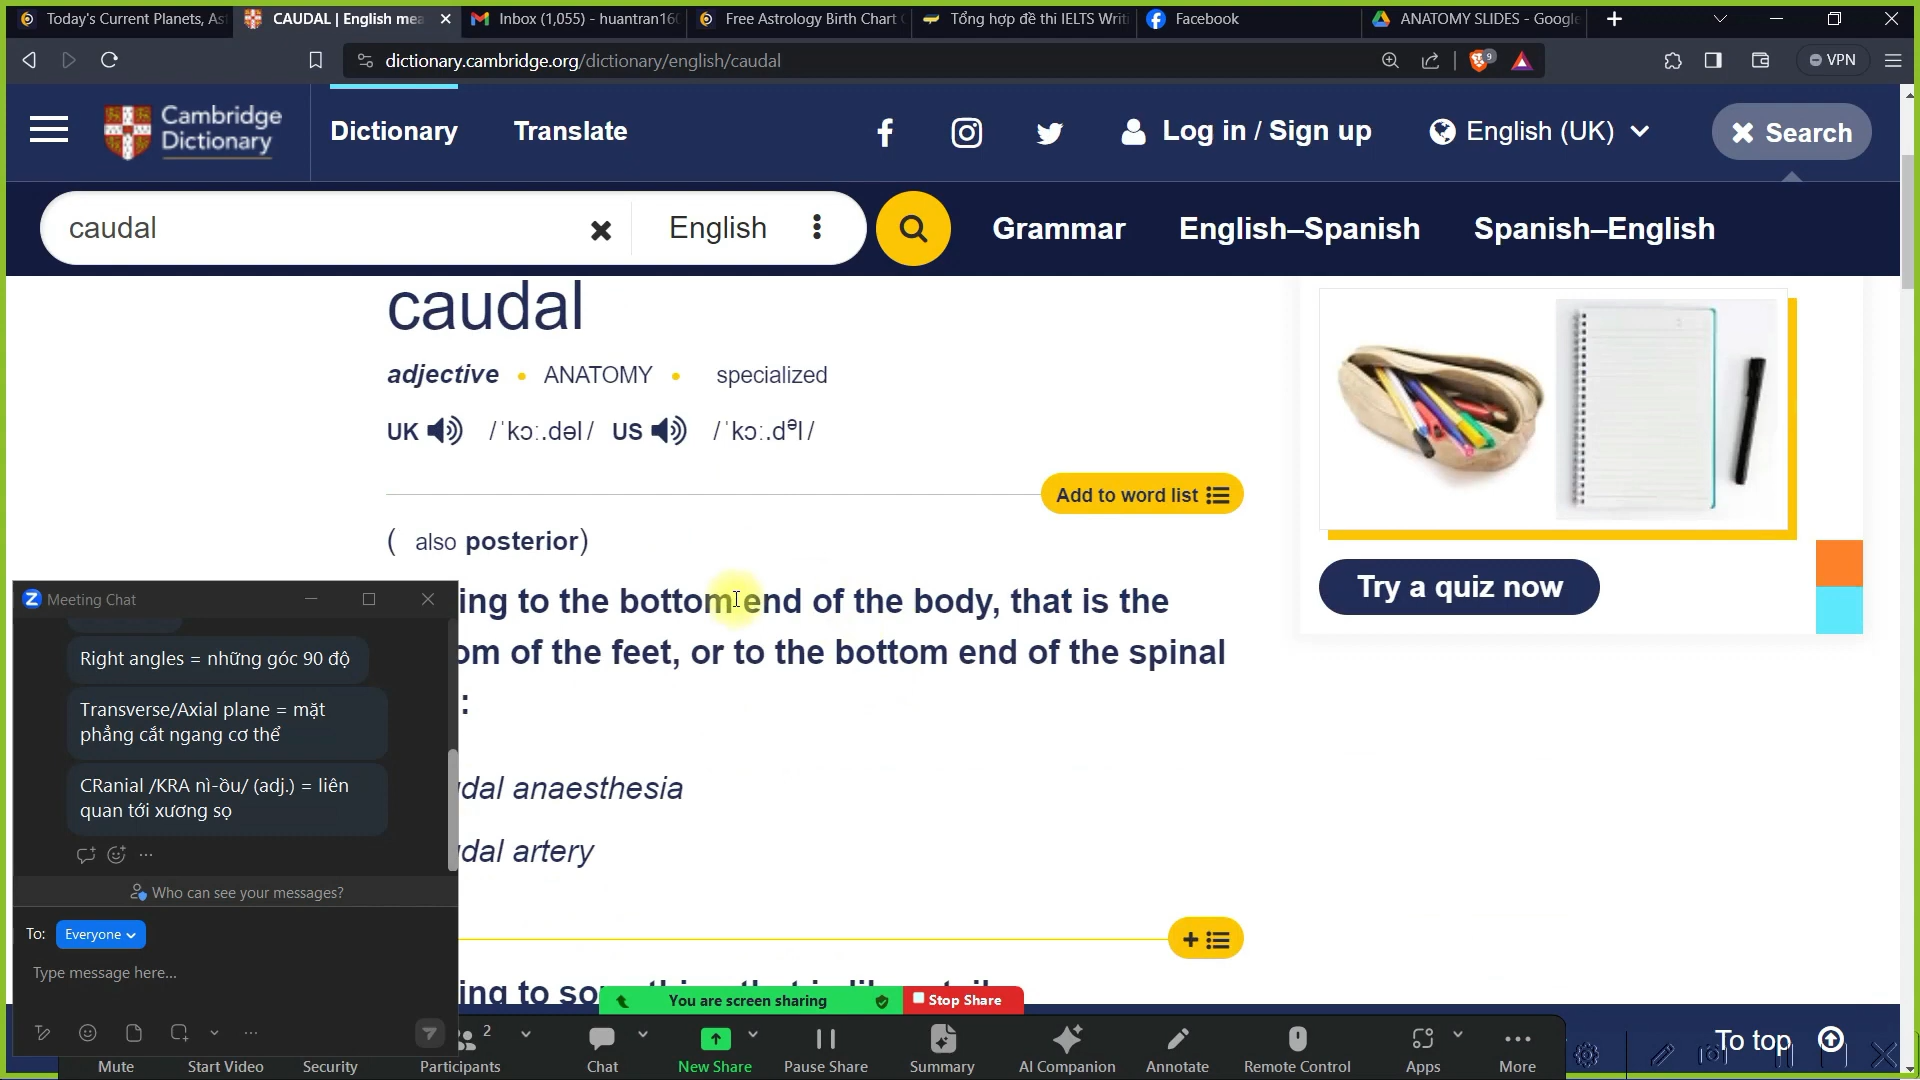 Today's Current Planets, As
CAUDAL | English mea
Inbox (1,055) - huantran16
Free Astrology Birth Chart
Tổng hợp đề thi IELTS Writi
Facebook
ANATOMY SLIDES - Google
dictionary.cambridge.org/dictionary/english/caudal
9
VPN
Cambridge
Dictionary
Dictionary
Translate
Log in / Sign up
English (UK)
Search
caudal
English
Grammar
English–Spanish
Spanish–English
caudal
adjective • ANATOMY • specialized
UK /ˈkɔː.dəl/ US /ˈkɔː.dᵊl/
Add to word list
( also posterior)
ing to the bottom end of the body, that is the
om of the feet, or to the bottom end of the spinal
:
dal anaesthesia
dal artery
Try a quiz now
Meeting Chat
Right angles = những góc 90 độ
Transverse/Axial plane = mặt
phẳng cắt ngang cơ thể
CRanial /KRA nì-ồu/ (adj.) = liên
quan tới xương sọ
Who can see your messages?
To: Everyone
Type message here...
ing to
You are screen sharing
Stop Share
To top
2
Mute
Start Video
Security
Participants
Chat
New Share
Pause Share
Summary
AI Companion
Annotate
Remote Control
Apps
More